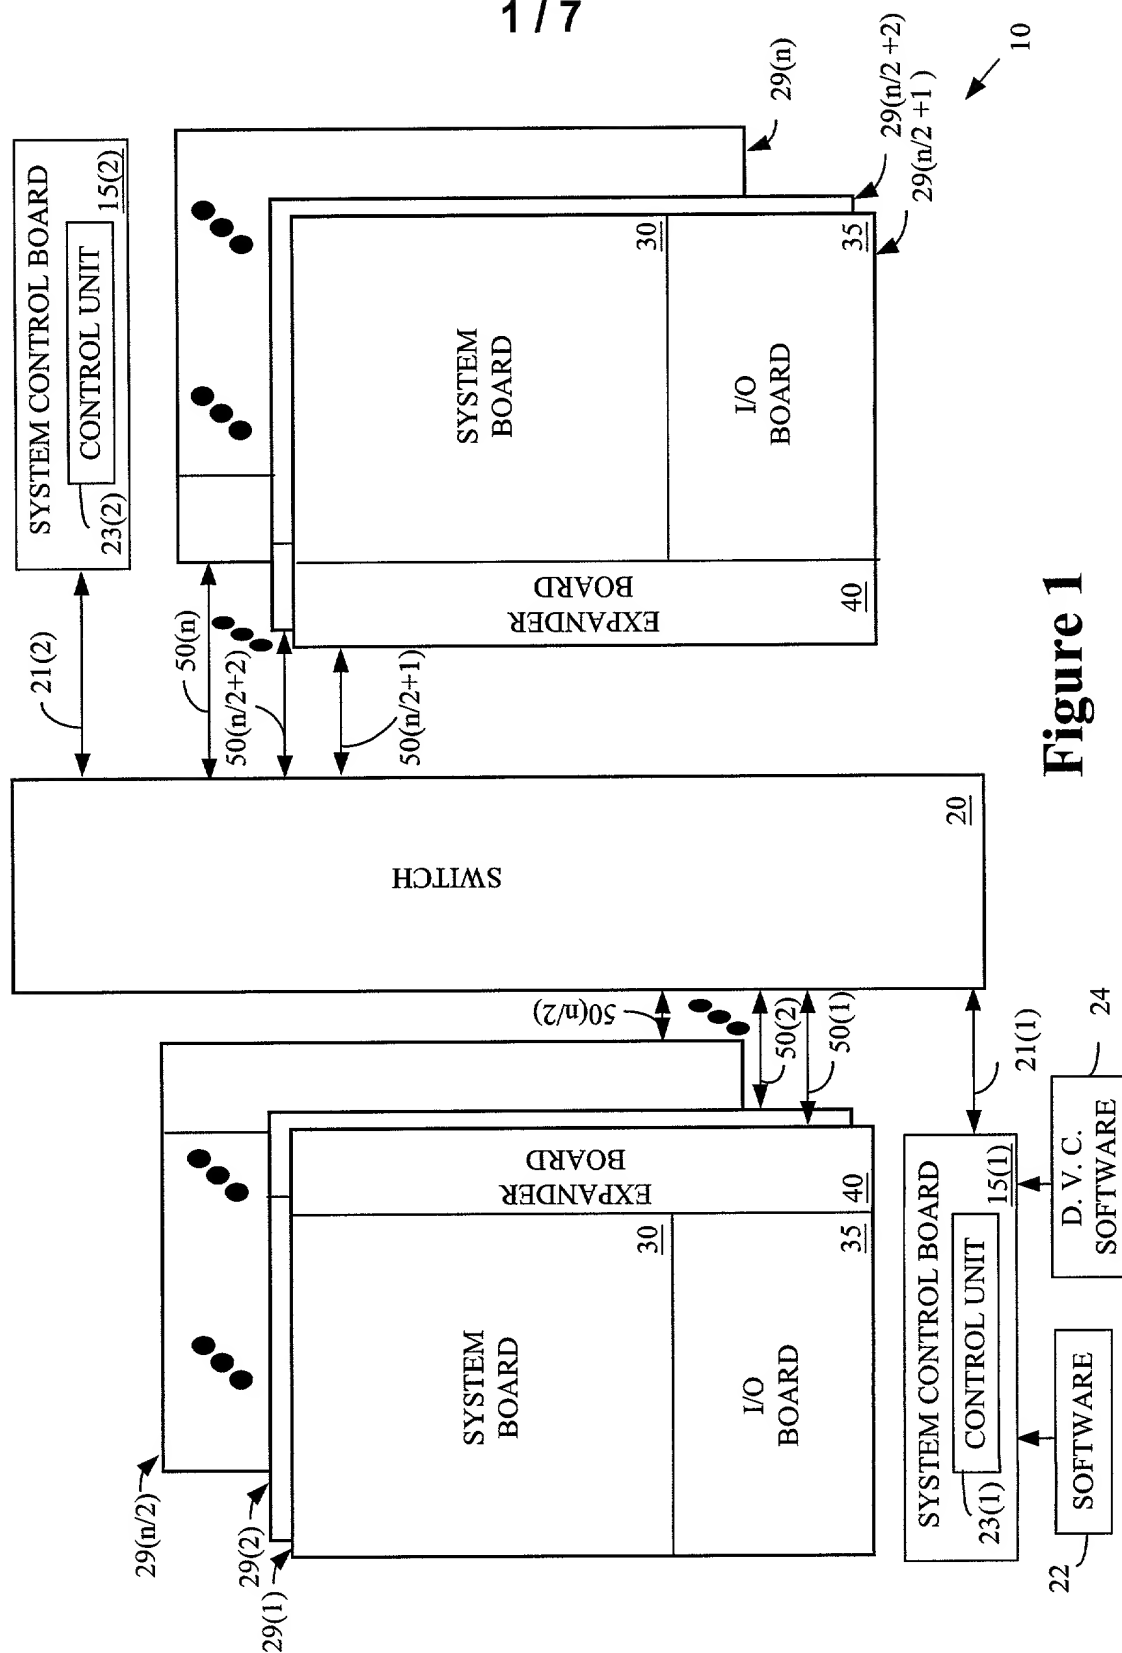 1 / 7
SYSTEM CONTROL BOARD
15(2)
CONTROL UNIT
23(2)
21(2)
29(n)
29(n/2 +2)
29(n/2 +1 )
10
SYSTEM
BOARD
30
I/O
BOARD
35
EXPANDER
BOARD
40
50(n)
50(n/2+2)
50(n/2+1)
SWITCH
20
50(n/2)
50(2)
50(1)
21(1)
29(n/2)
29(2)
29(1)
SYSTEM
BOARD
30
I/O
BOARD
35
EXPANDER
BOARD
40
SYSTEM CONTROL BOARD
15(1)
CONTROL UNIT
23(1)
SOFTWARE
22
D. V. C.
SOFTWARE
24
Figure 1